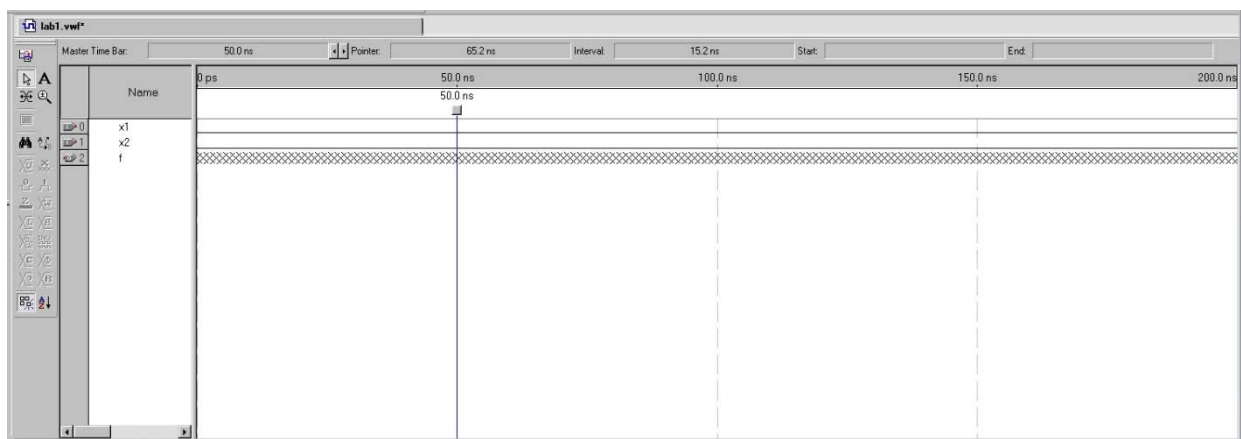 lab1.vwf*
Master Time Bar: 50.0 ns Pointer: 65.2 ns Interval: 15.2 ns Start: End:
Name 0 ps 50.0 ns 100.0 ns 150.0 ns 200.0 ns
50.0 ns
0 x1
1 x2
2 f